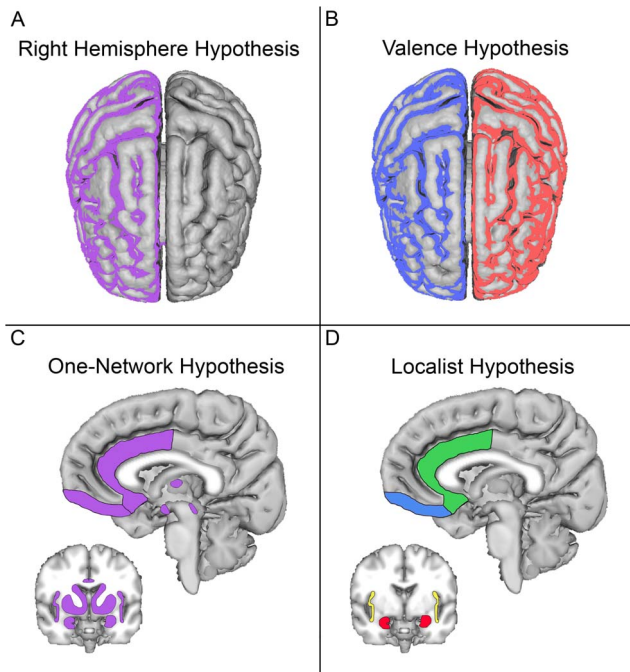 A
Right Hemisphere Hypothesis
B
Valence Hypothesis
C
One-Network Hypothesis
D
Localist Hypothesis